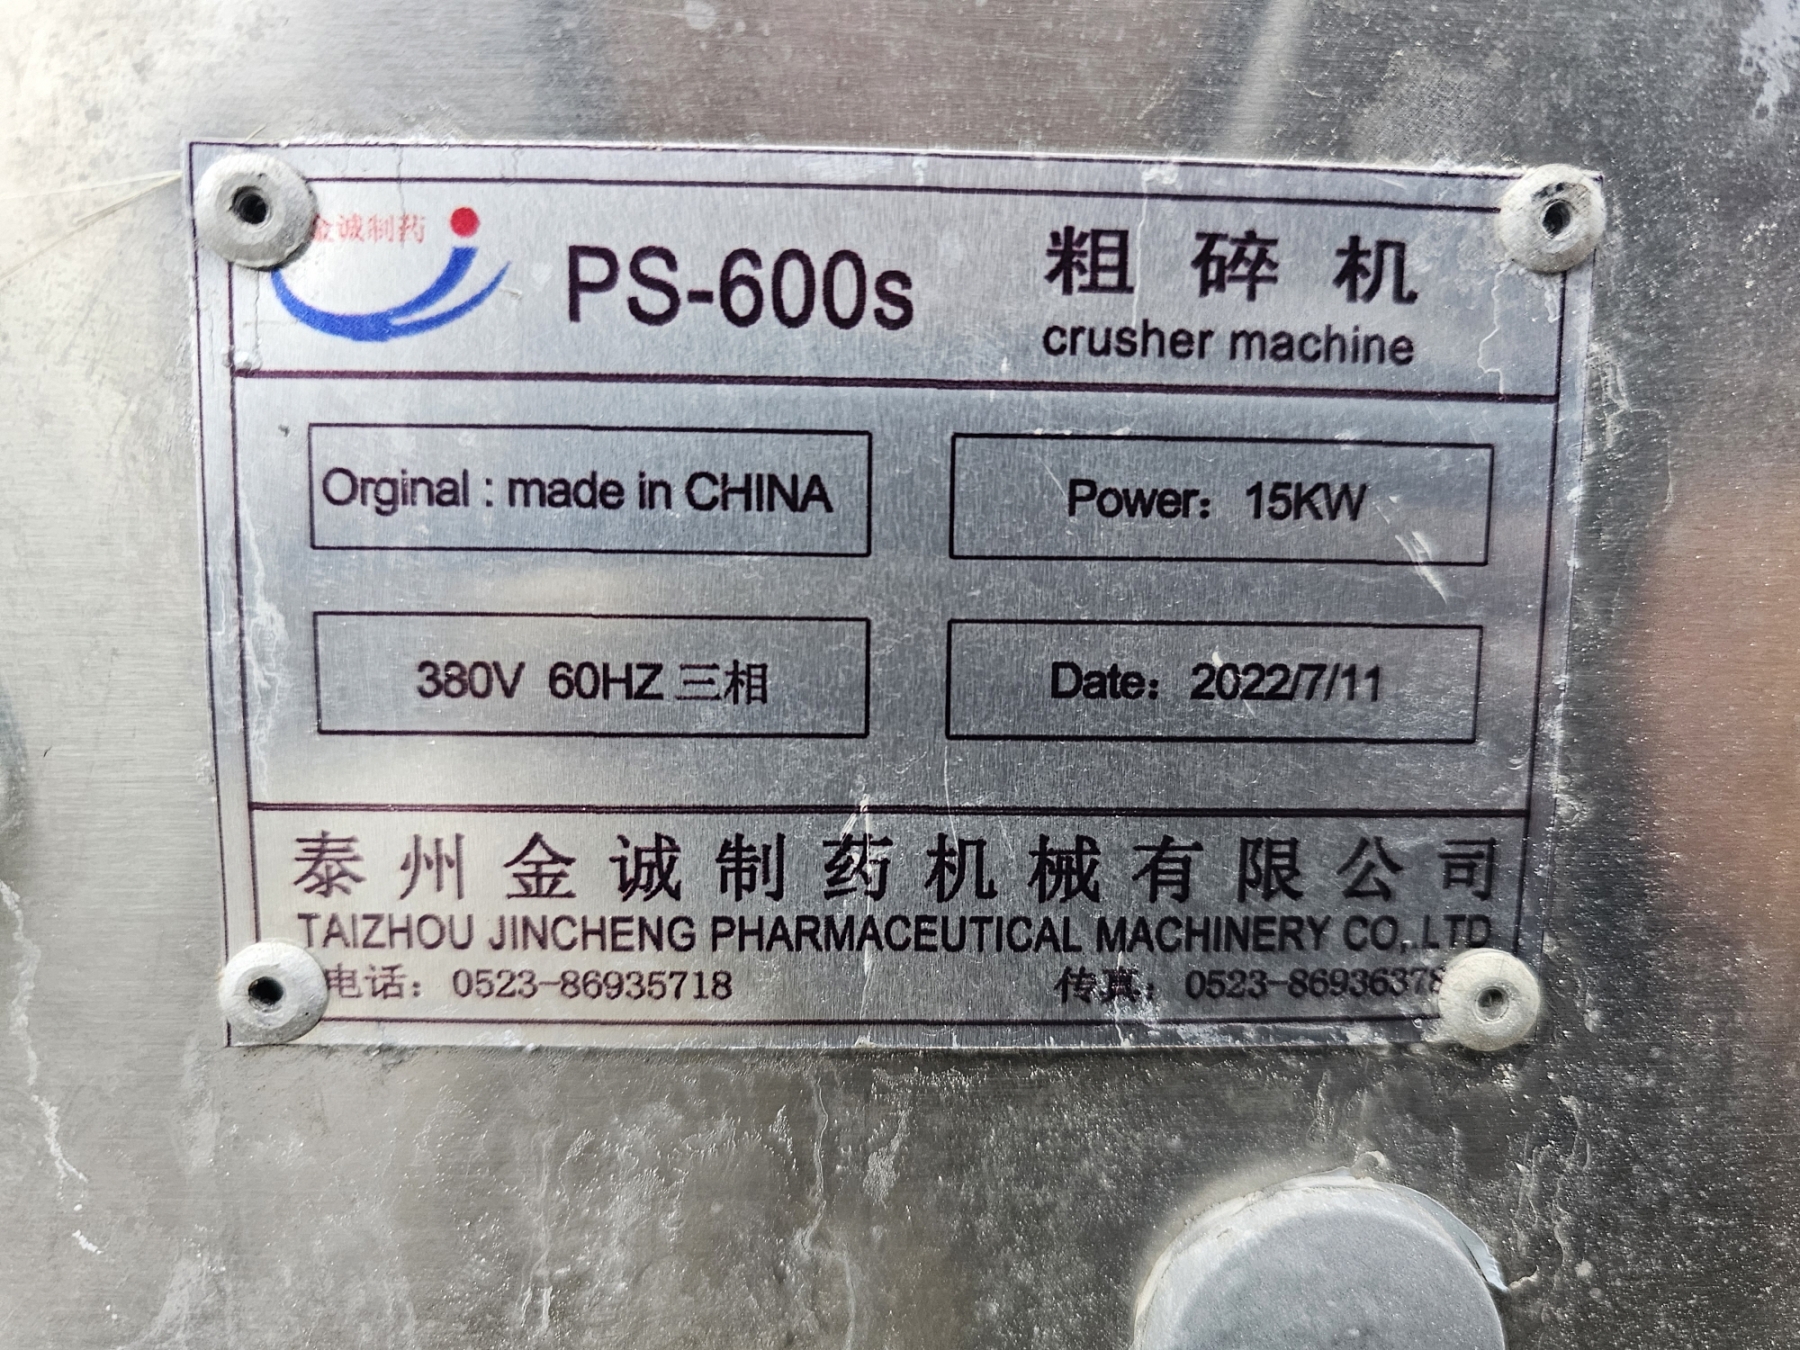 金诚制药
PS-600s
粗碎机
crusher machine
Orginal : made in CHINA
Power: 15KW
380V 60HZ 三相
Date: 2022/7/11
泰州金诚制药机械有限公司
TAIZHOU JINCHENG PHARMACEUTICAL MACHINERY CO,.LTD
电话: 0523-86935718
传真: 0523-86936378